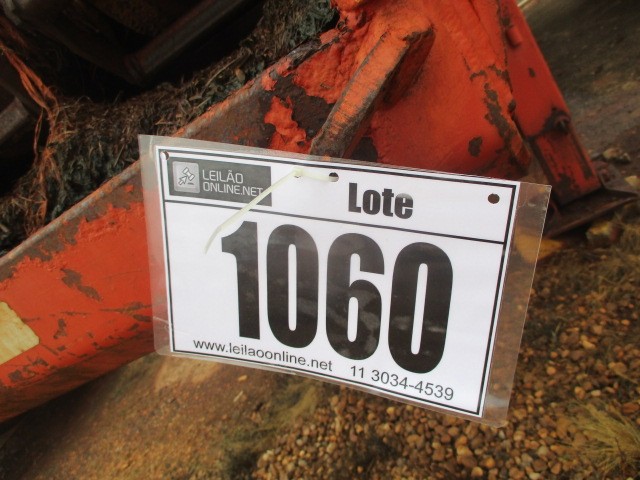 LEILÃO
ONLINE.NET
Lote
1060
www.leilaoonline.net 11 3034-4539